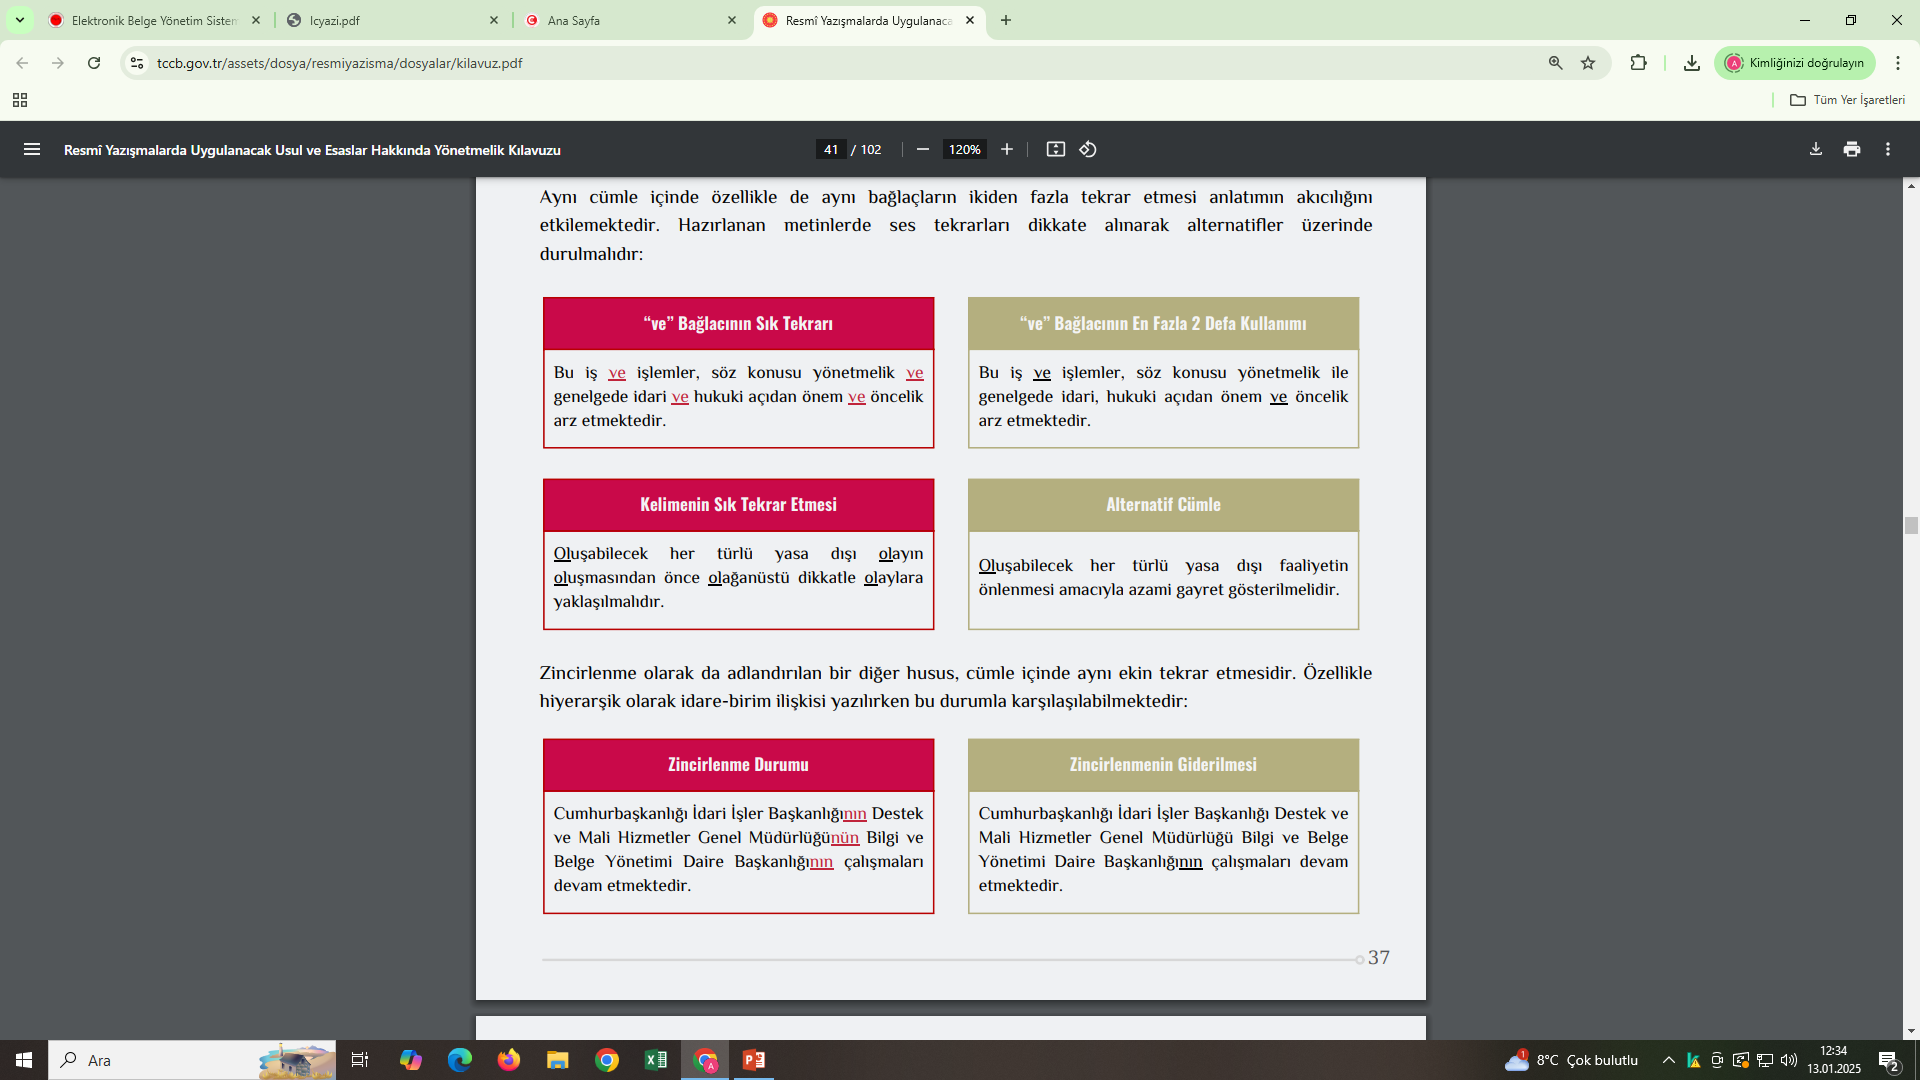 Elektronik Belge Yönetim Sistem
Icyazi.pdf
Ana Sayfa
Resmî Yazışmalarda Uygulanaca
tccb.gov.tr/assets/dosya/resmiyazisma/dosyalar/kilavuz.pdf
Kimliğinizi doğrulayın
Tüm Yer İşaretleri
Resmî Yazışmalarda Uygulanacak Usul ve Esaslar Hakkında Yönetmelik Kılavuzu
41 / 102
120%
Aynı cümle içinde özellikle de aynı bağlaçların ikiden fazla tekrar etmesi anlatımın akıcılığını
etkilemektedir. Hazırlanan metinlerde ses tekrarları dikkate alınarak alternatifler üzerinde
durulmalıdır:
“ve” Bağlacının Sık Tekrarı
Bu iş ve işlemler, söz konusu yönetmelik ve
genelgede idari ve hukuki açıdan önem ve öncelik
arz etmektedir.
“ve” Bağlacının En Fazla 2 Defa Kullanımı
Bu iş ve işlemler, söz konusu yönetmelik ile
genelgede idari, hukuki açıdan önem ve öncelik
arz etmektedir.
Kelimenin Sık Tekrar Etmesi
Oluşabilecek her türlü yasa dışı olayın
oluşmasından önce olağanüstü dikkatle olaylara
yaklaşılmalıdır.
Alternatif Cümle
Oluşabilecek her türlü yasa dışı faaliyetin
önlenmesi amacıyla azami gayret gösterilmelidir.
Zincirlenme olarak da adlandırılan bir diğer husus, cümle içinde aynı ekin tekrar etmesidir. Özellikle
hiyerarşik olarak idare-birim ilişkisi yazılırken bu durumla karşılaşılabilmektedir:
Zincirlenme Durumu
Cumhurbaşkanlığı İdari İşler Başkanlığının Destek
ve Mali Hizmetler Genel Müdürlüğünün Bilgi ve
Belge Yönetimi Daire Başkanlığının çalışmaları
devam etmektedir.
Zincirlenmenin Giderilmesi
Cumhurbaşkanlığı İdari İşler Başkanlığı Destek ve
Mali Hizmetler Genel Müdürlüğü Bilgi ve Belge
Yönetimi Daire Başkanlığının çalışmaları devam
etmektedir.
37
Ara
1
8°C Çok bulutlu
12:34
13.01.2025
2